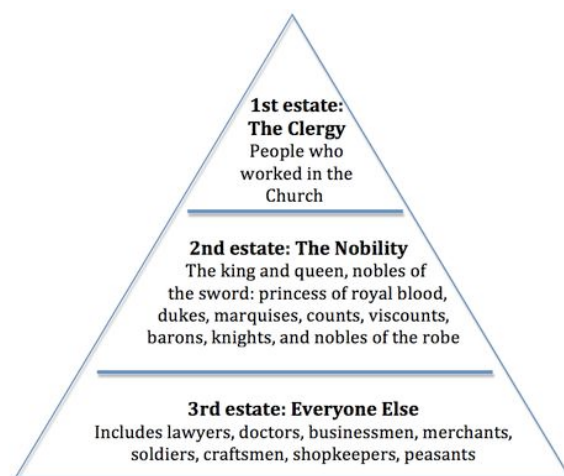 1st estate:
The Clergy
People who
worked in the
Church
2nd estate: The Nobility
The king and queen, nobles of
the sword: princess of royal blood,
dukes, marquises, counts, viscounts,
barons, knights, and nobles of the robe
3rd estate: Everyone Else
Includes lawyers, doctors, businessmen, merchants,
soldiers, craftsmen, shopkeepers, peasants